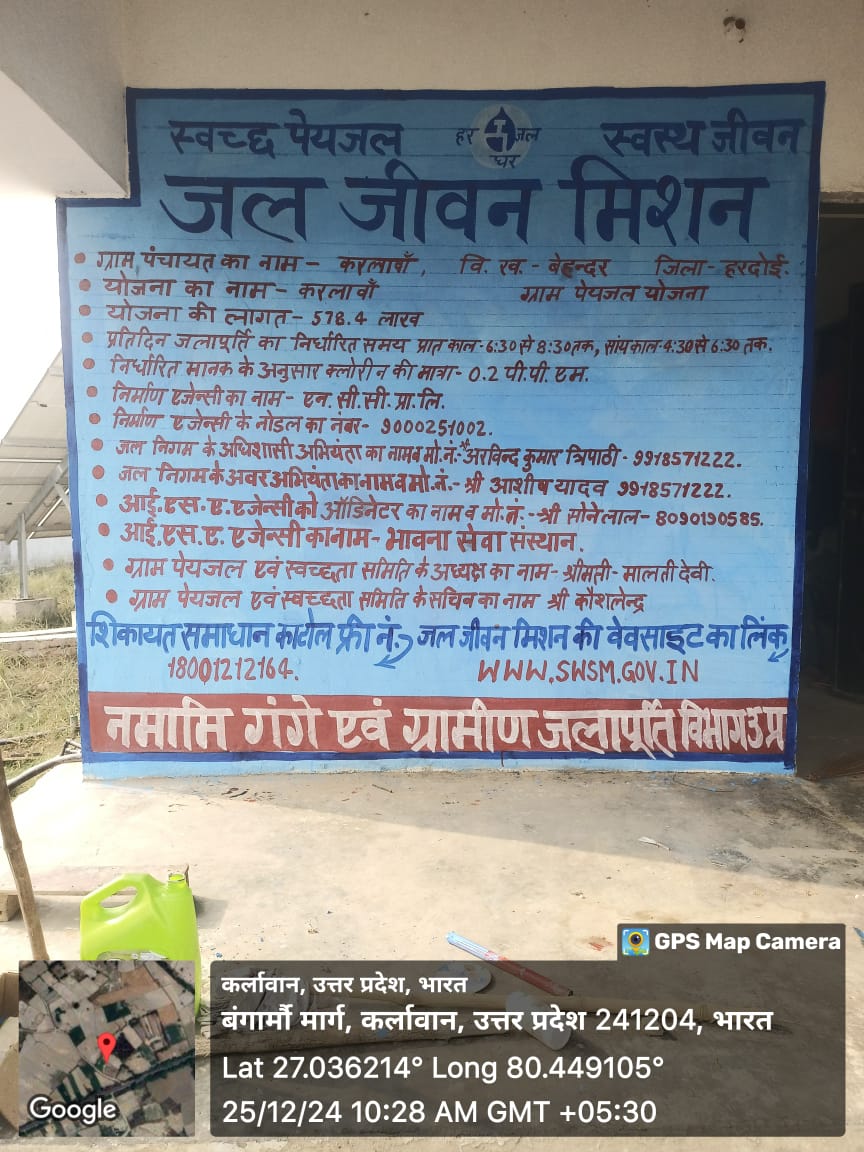 स्वच्छ पेयजल हर जल घर स्वस्थ जीवन
जल जीवन मिशन
• ग्राम पंचायत का नाम - करलावाँ, वि. ख. - बेहन्दर जिला - हरदोई.
• योजना का नाम - करलावाँ ग्राम पेयजल योजना
• योजना की लागत - 578.4 लाख
• प्रतिदिन जलापूर्ति का निर्धारित समय प्रातःकाल - 6:30 से 8:30 तक, सांयकाल 4:30 से 6:30 तक.
• निर्धारित मानक के अनुसार क्लोरीन की मात्रा - 0.2 पी. पी. एम.
• निर्माण एजेन्सी का नाम - एन. सी. सी. प्रा. लि.
• निर्माण एजेन्सी के नोडल का नंबर - 9000251002.
• जल निगम के अधिशासी अभियंता का नाम व मो. नं. - अरविन्द कुमार त्रिपाठी - 9918571222.
• जल निगम के अवर अभियंता का नाम व मो. नं. - श्री आशीष यादव 9918571222.
• आई. एस. ए. एजेन्सी को ऑडिनेटर का नाम व मो. नं. - श्री सोनेलाल - 8090190585.
• आई. एस. ए. एजेन्सी का नाम - भावना सेवा संस्थान.
• ग्राम पेयजल एवं स्वच्छता समिति के अध्यक्ष का नाम - श्रीमती - मालती देवी.
• ग्राम पेयजल एवं स्वच्छता समिति के सचिन का नाम श्री कौशलेन्द्र
शिकायत समाधान का टोल फ्री नं. जल जीवन मिशन की वेवसाइट का लिंक
18001212164. WWW.SWSM.GOV.IN
नमामि गंगे एवं ग्रामीण जलापूर्ति विभाग उ प्र
GPS Map Camera
कर्लावान, उत्तर प्रदेश, भारत
बंगार्मौ मार्ग, कर्लावान, उत्तर प्रदेश 241204, भारत
Lat 27.036214° Long 80.449105°
25/12/24 10:28 AM GMT +05:30
Google